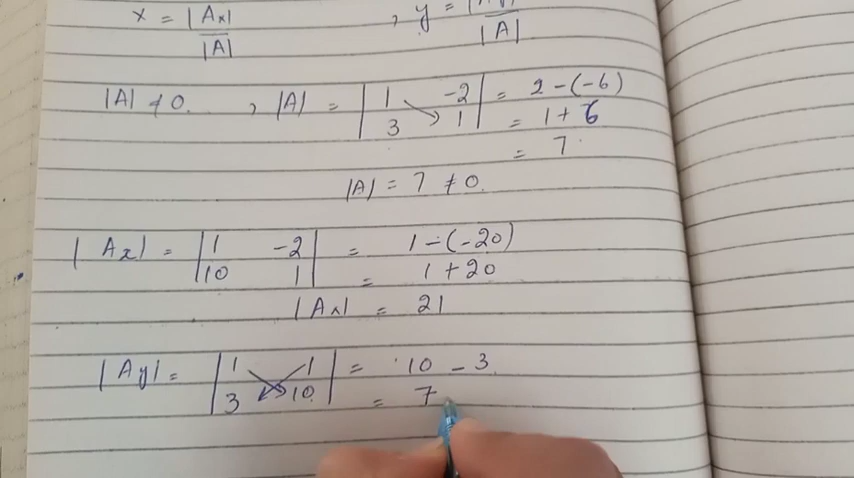 x = |Ax| / |A| , y = |Ay| / |A|
|A| ≠ 0 , |A| = | 1 -2 | = 2 - (-6)
| 3 1 | = 1 + 6
= 7
|A| = 7 ≠ 0
|Ax| = | 1 -2 | = 1 - (-20)
| 10 1 | = 1 + 20
|Ax| = 21
|Ay| = | 1 1 | = 10 - 3
| 3 10 | = 7